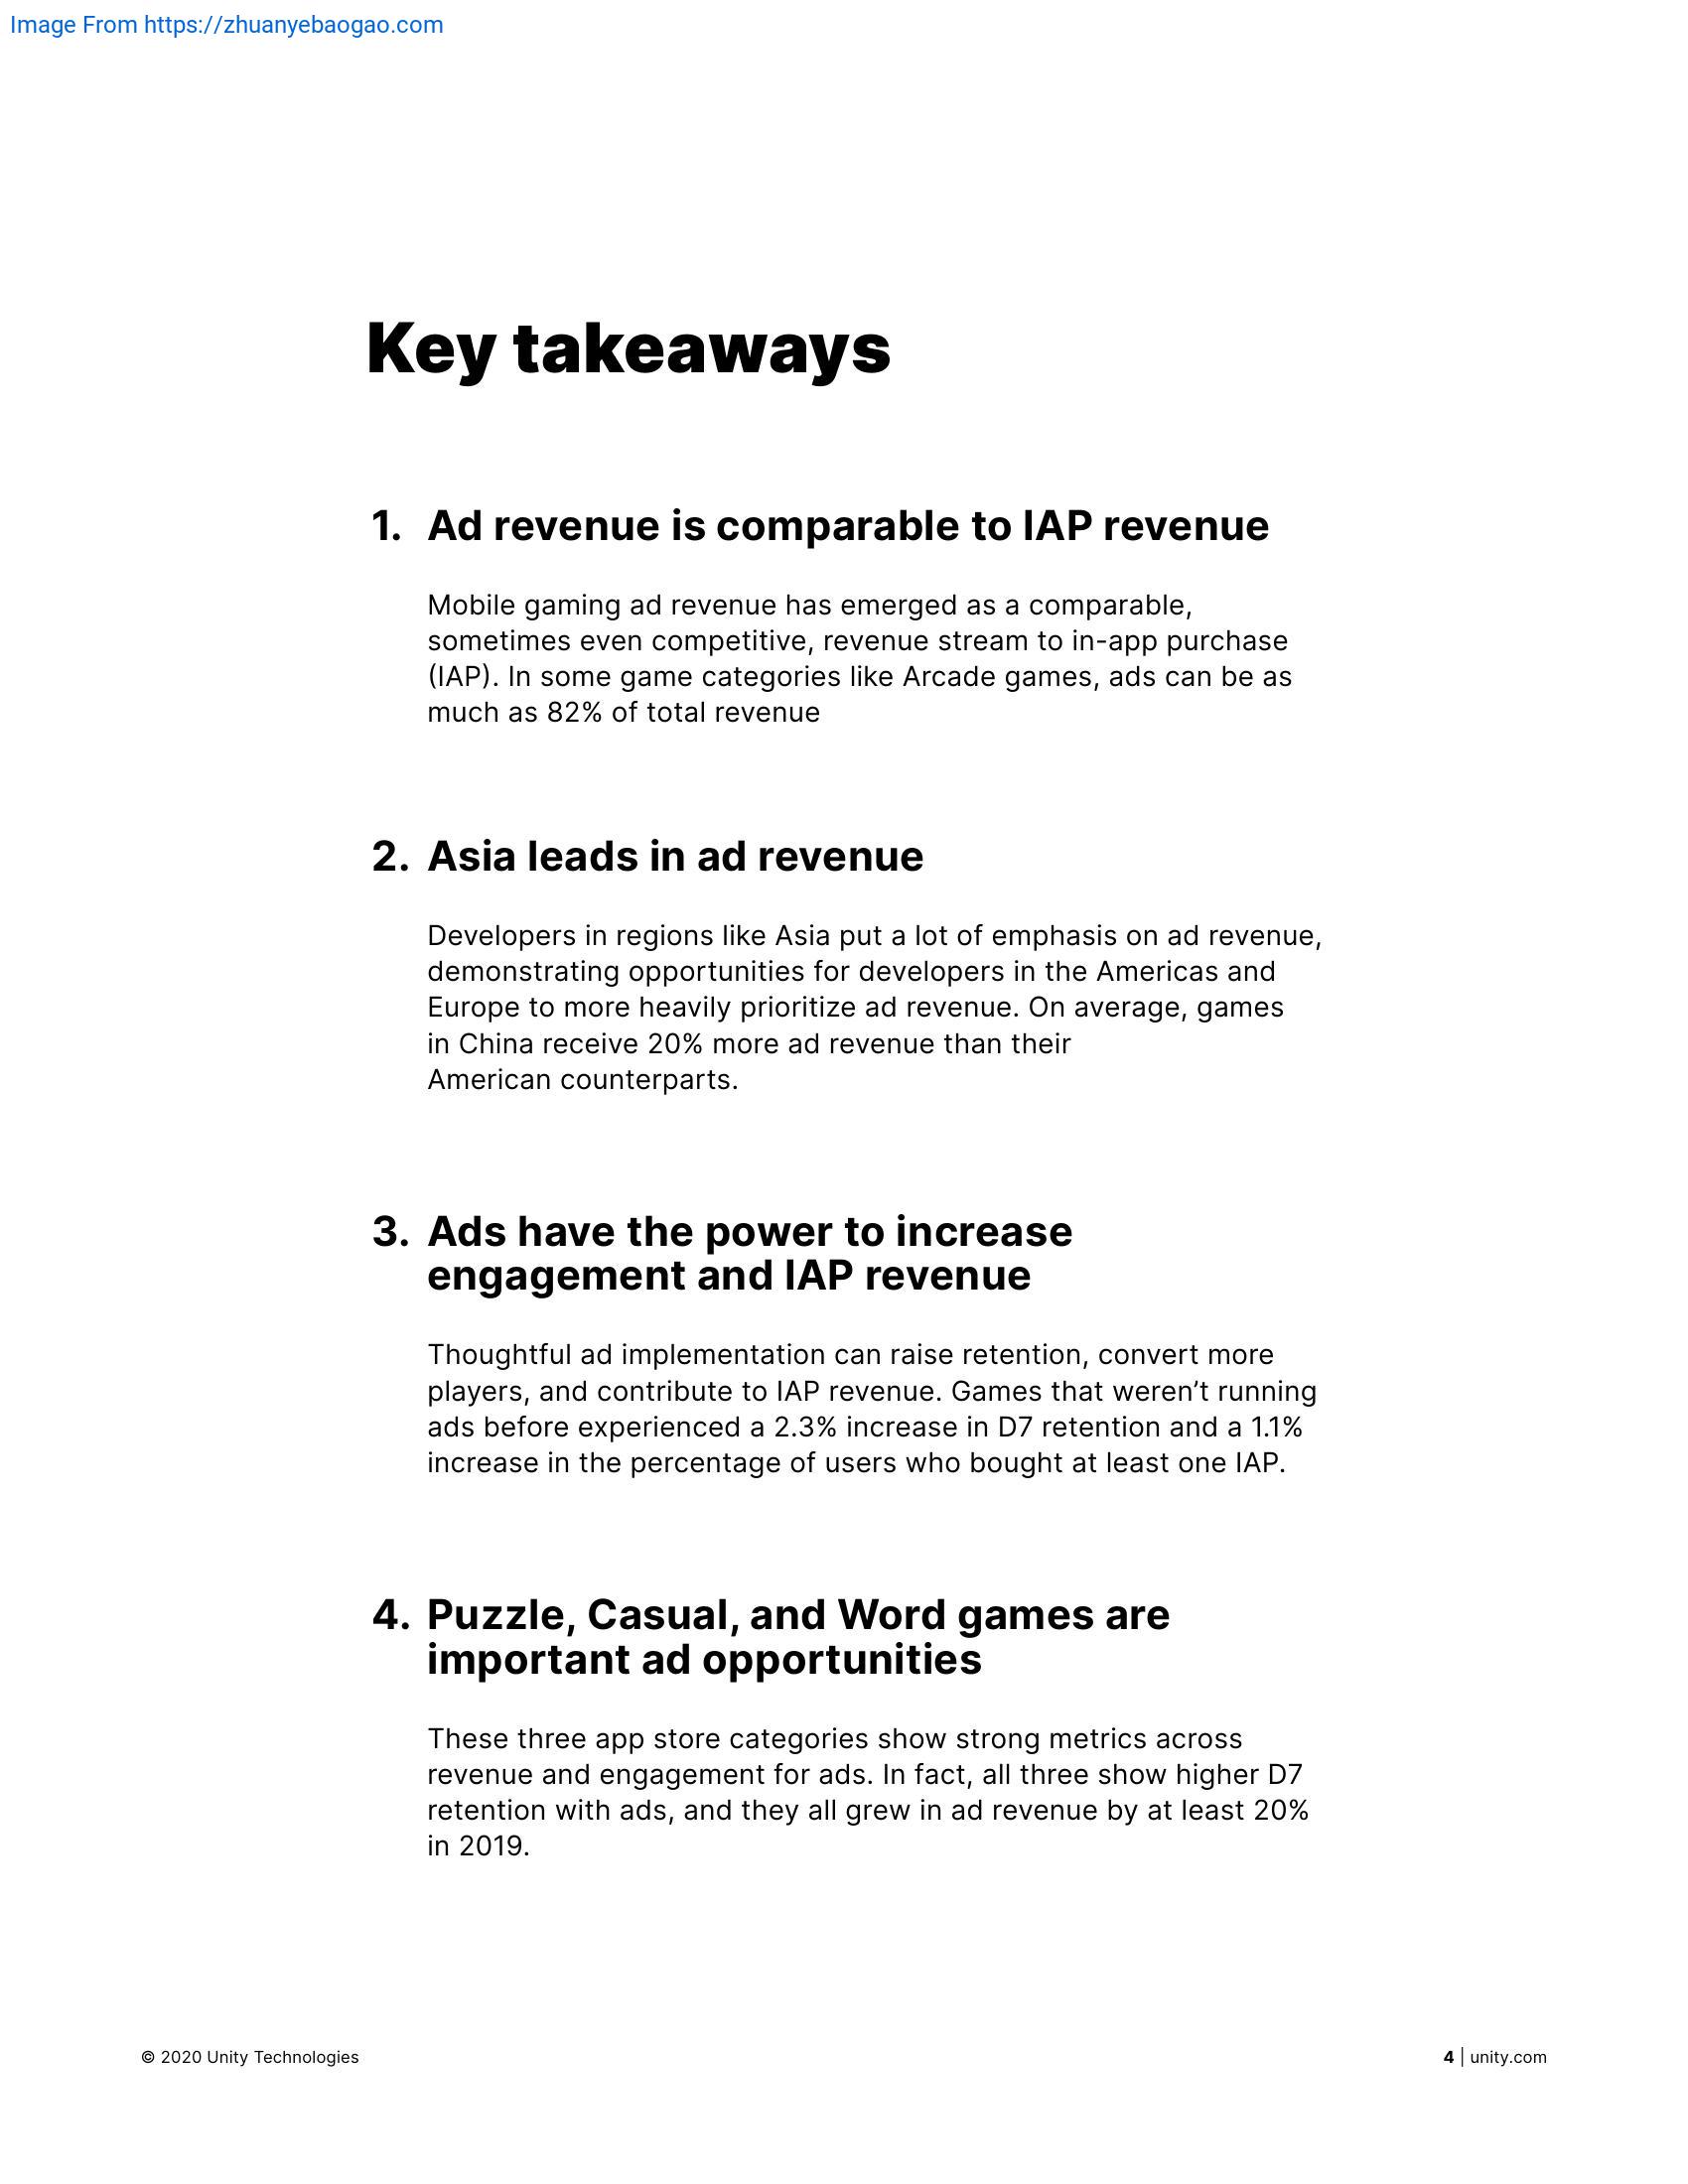 Image From https://zhuanyebaogao.com
Key takeaways
1. Ad revenue is comparable to IAP revenue
Mobile gaming ad revenue has emerged as a comparable,
sometimes even competitive, revenue stream to in-app purchase
(IAP). In some game categories like Arcade games, ads can be as
much as 82% of total revenue
2. Asia leads in ad revenue
Developers in regions like Asia put a lot of emphasis on ad revenue,
demonstrating opportunities for developers in the Americas and
Europe to more heavily prioritize ad revenue. On average, games
in China receive 20% more ad revenue than their
American counterparts.
3. Ads have the power to increase
engagement and IAP revenue
Thoughtful ad implementation can raise retention, convert more
players, and contribute to IAP revenue. Games that weren’t running
ads before experienced a 2.3% increase in D7 retention and a 1.1%
increase in the percentage of users who bought at least one IAP.
4. Puzzle, Casual, and Word games are
important ad opportunities
These three app store categories show strong metrics across
revenue and engagement for ads. In fact, all three show higher D7
retention with ads, and they all grew in ad revenue by at least 20%
in 2019.
© 2020 Unity Technologies
4 | unity.com